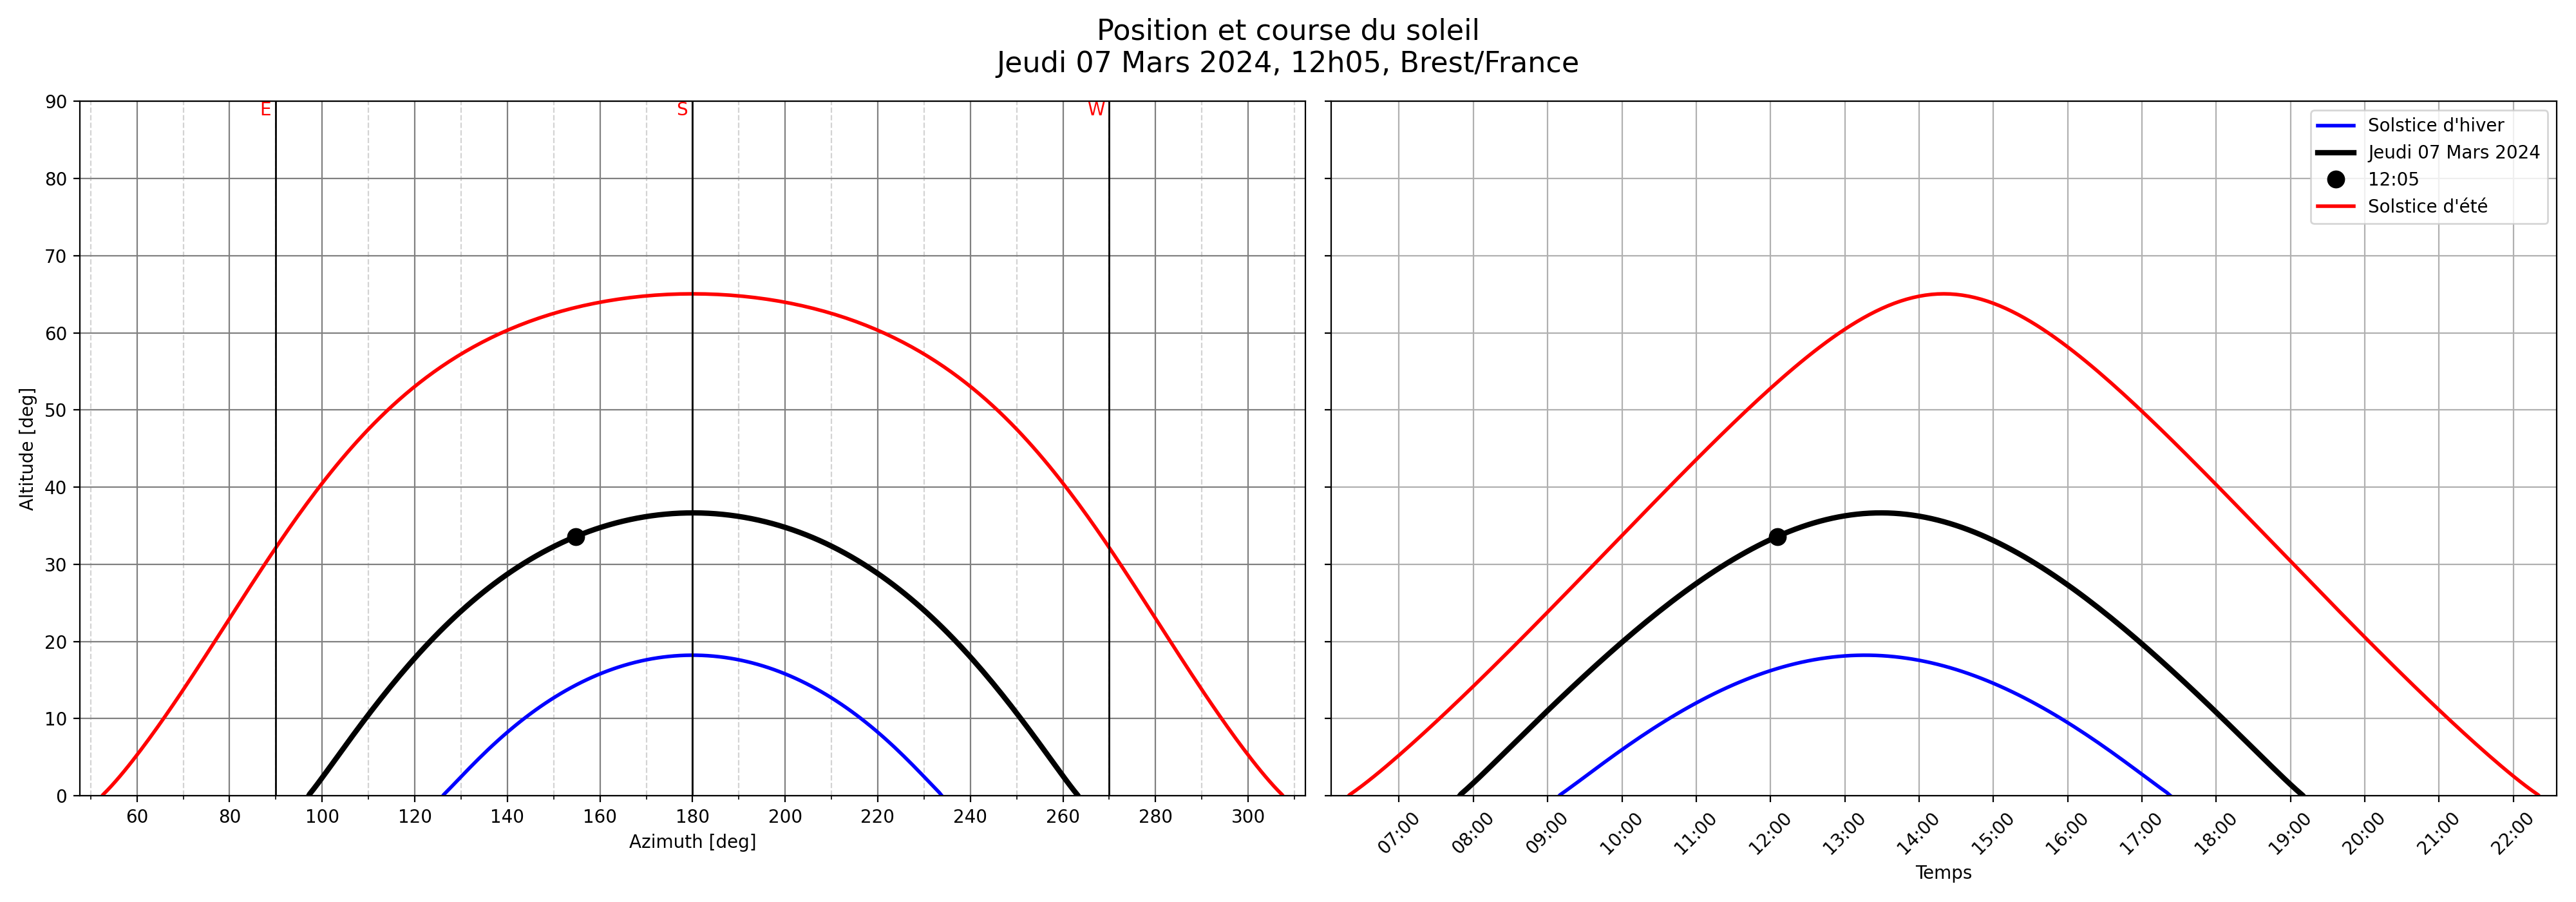 Position et course du soleil
Jeudi 07 Mars 2024, 12h05, Brest/France
E
S
W
90
80
70
60
50
40
30
20
10
0
Altitude [deg]
60 80 100 120 140 160 180 200 220 240 260 280 300
Azimuth [deg]
Solstice d'hiver
Jeudi 07 Mars 2024
12:05
Solstice d'été
07:00 08:00 09:00 10:00 11:00 12:00 13:00 14:00 15:00 16:00 17:00 18:00 19:00 20:00 21:00 22:00
Temps